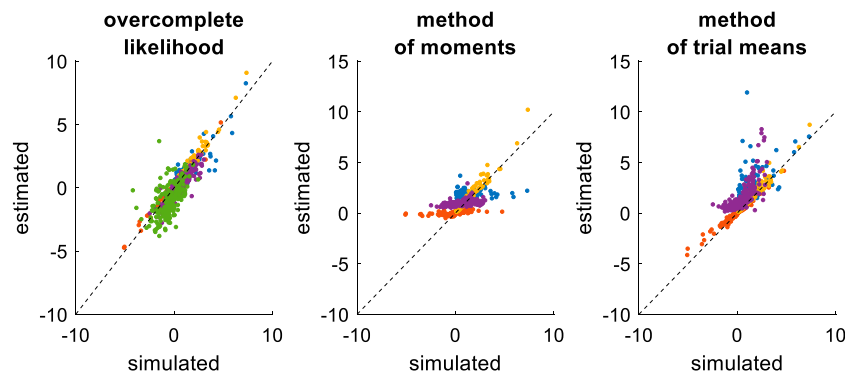 overcomplete
likelihood
10
5
0
-5
-10
estimated
-10
0
10
simulated
method
of moments
15
10
5
0
-5
-10
estimated
-10
0
10
simulated
method
of trial means
15
10
5
0
-5
-10
estimated
-10
0
10
simulated